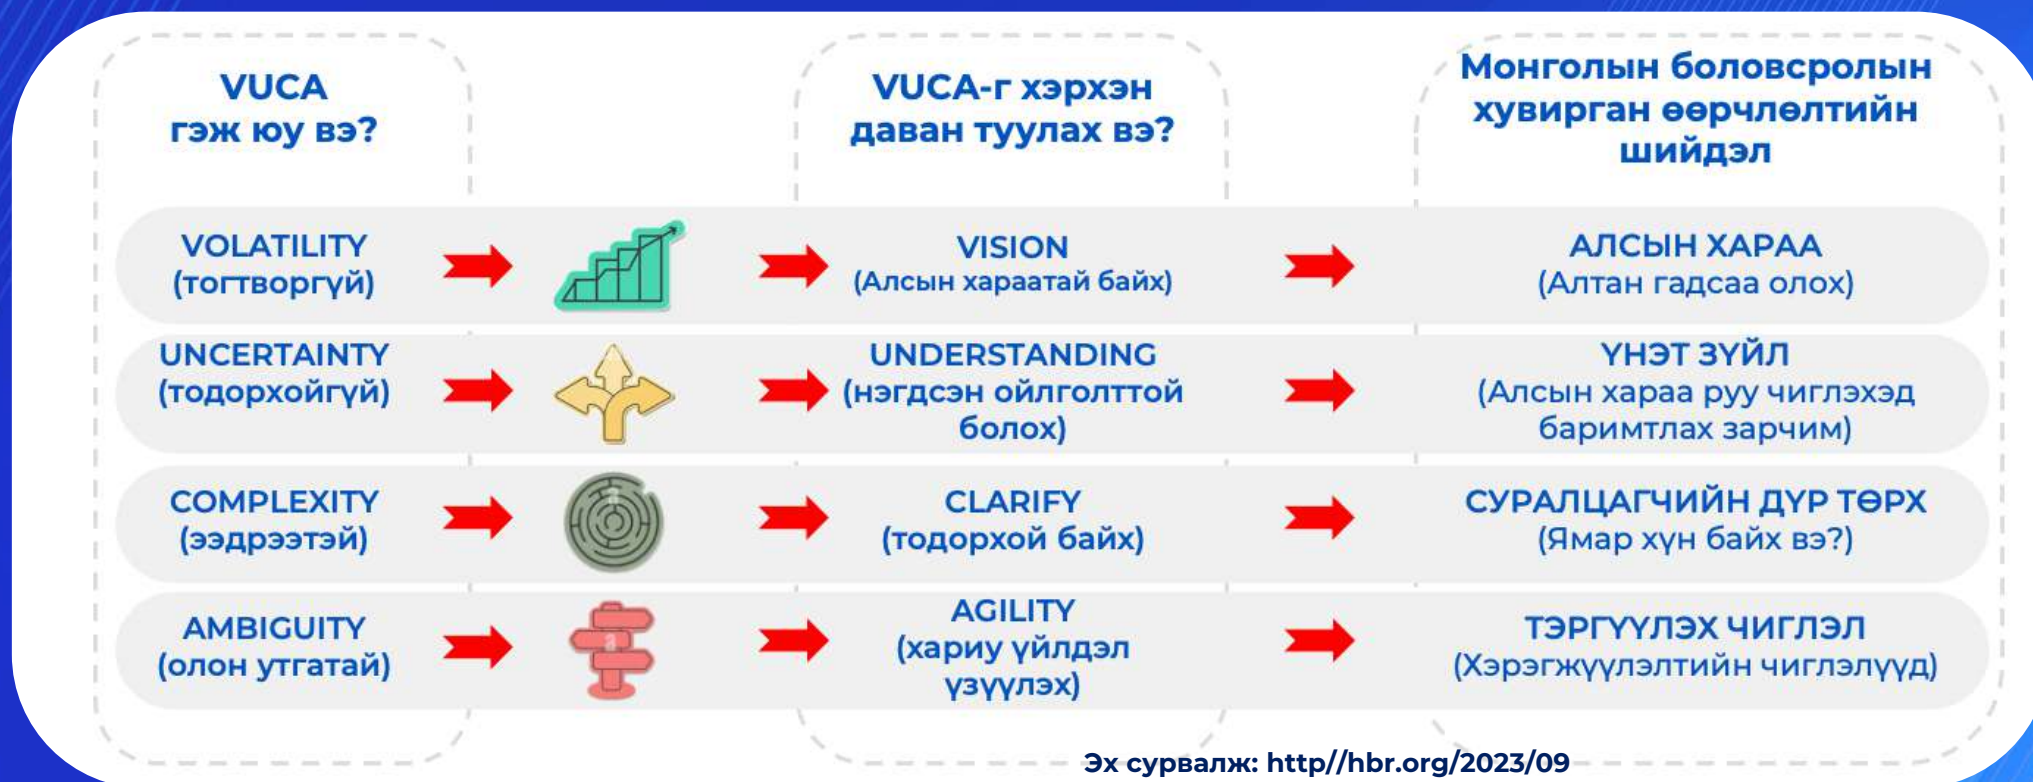 VUCA
гэж юу вэ?
VUCA-г хэрхэн
даван туулах вэ?
Монголын боловсролын
хувирган өөрчлөлтийн
шийдэл
VOLATILITY
(тогтворгүй)
VISION
(Алсын хараатай байх)
АЛСЫН ХАРАА
(Алтан гадсаа олох)
UNCERTAINTY
(тодорхойгүй)
UNDERSTANDING
(нэгдсэн ойлголттой
болох)
ҮНЭТ ЗҮЙЛ
(Алсын хараа руу чиглэхэд
баримтлах зарчим)
COMPLEXITY
(ээдрээтэй)
CLARIFY
(тодорхой байх)
СУРАЛЦАГЧИЙН ДҮР ТӨРХ
(Ямар хүн байх вэ?)
AMBIGUITY
(олон утгатай)
AGILITY
(хариу үйлдэл
үзүүлэх)
ТЭРГҮҮЛЭХ ЧИГЛЭЛ
(Хэрэгжүүлэлтийн чиглэлүүд)
Эх сурвалж: http//hbr.org/2023/09